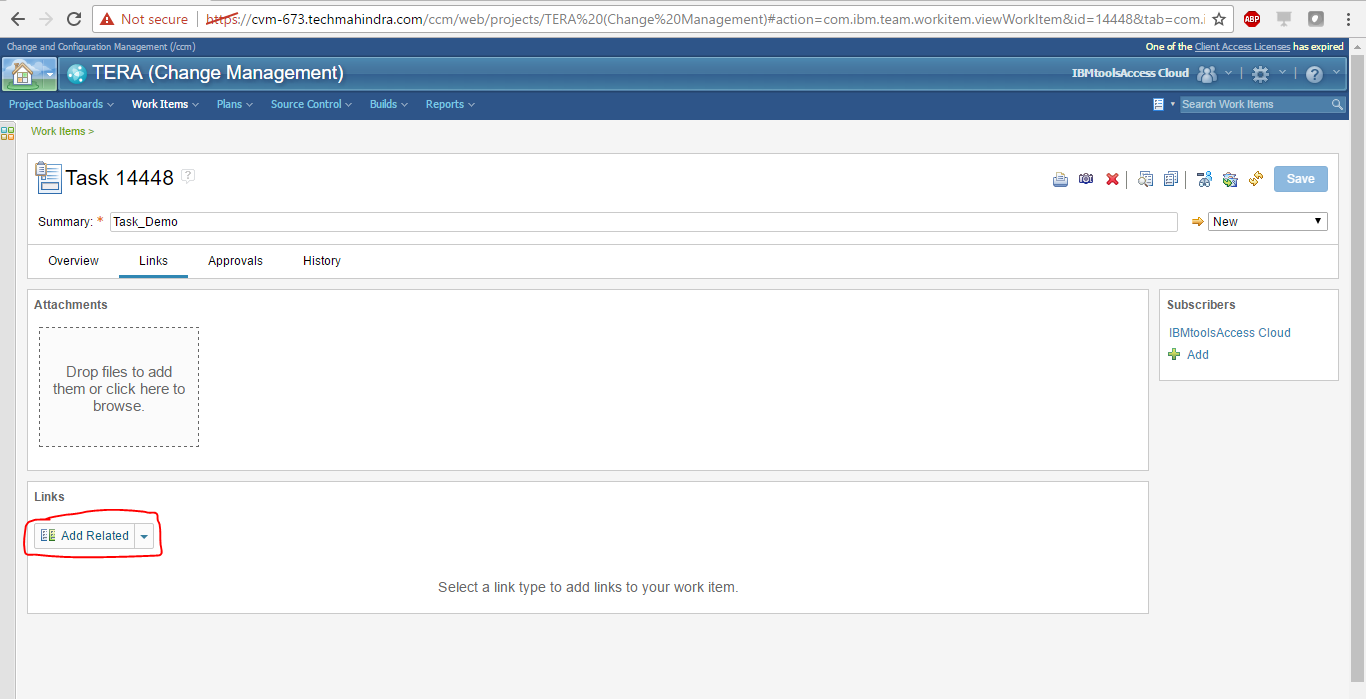 Not secure https://cvm-673.techmahindra.com/ccm/web/projects/TERA%20(Change%20Management)#action=com.ibm.team.workitem.viewWorkItem&id=14448&tab=com.i
ABP
Change and Configuration Management (/ccm)
One of the Client Access Licenses has expired
TERA (Change Management)
IBMtoolsAccess Cloud
Project Dashboards Work Items Plans Source Control Builds Reports
Search Work Items
Work Items >
Task 14448 ?
Save
Summary: * Task_Demo
New
Overview Links Approvals History
Attachments
Drop files to add
them or click here to
browse.
Subscribers
IBMtoolsAccess Cloud
Add
Links
Add Related
Select a link type to add links to your work item.